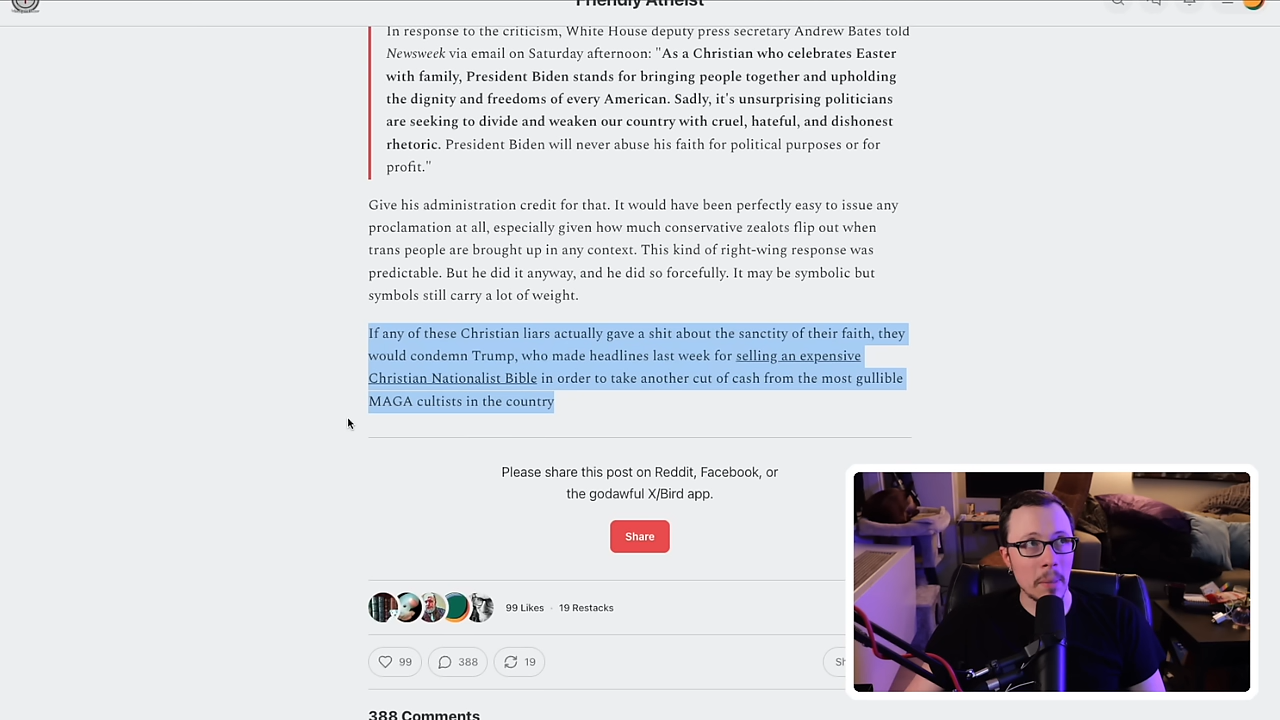 Friendly Atheist
In response to the criticism, White House deputy press secretary Andrew Bates told
Newsweek via email on Saturday afternoon: "As a Christian who celebrates Easter
with family, President Biden stands for bringing people together and upholding
the dignity and freedoms of every American. Sadly, it's unsurprising politicians
are seeking to divide and weaken our country with cruel, hateful, and dishonest
rhetoric. President Biden will never abuse his faith for political purposes or for
profit."
Give his administration credit for that. It would have been perfectly easy to issue any
proclamation at all, especially given how much conservative zealots flip out when
trans people are brought up in any context. This kind of right-wing response was
predictable. But he did it anyway, and he did so forcefully. It may be symbolic but
symbols still carry a lot of weight.
If any of these Christian liars actually gave a shit about the sanctity of their faith, they
would condemn Trump, who made headlines last week for selling an expensive
Christian Nationalist Bible in order to take another cut of cash from the most gullible
MAGA cultists in the country
Please share this post on Reddit, Facebook, or
the godawful X/Bird app.
Share
99 Likes · 19 Restacks
99 388 19 Sh
388 Comments